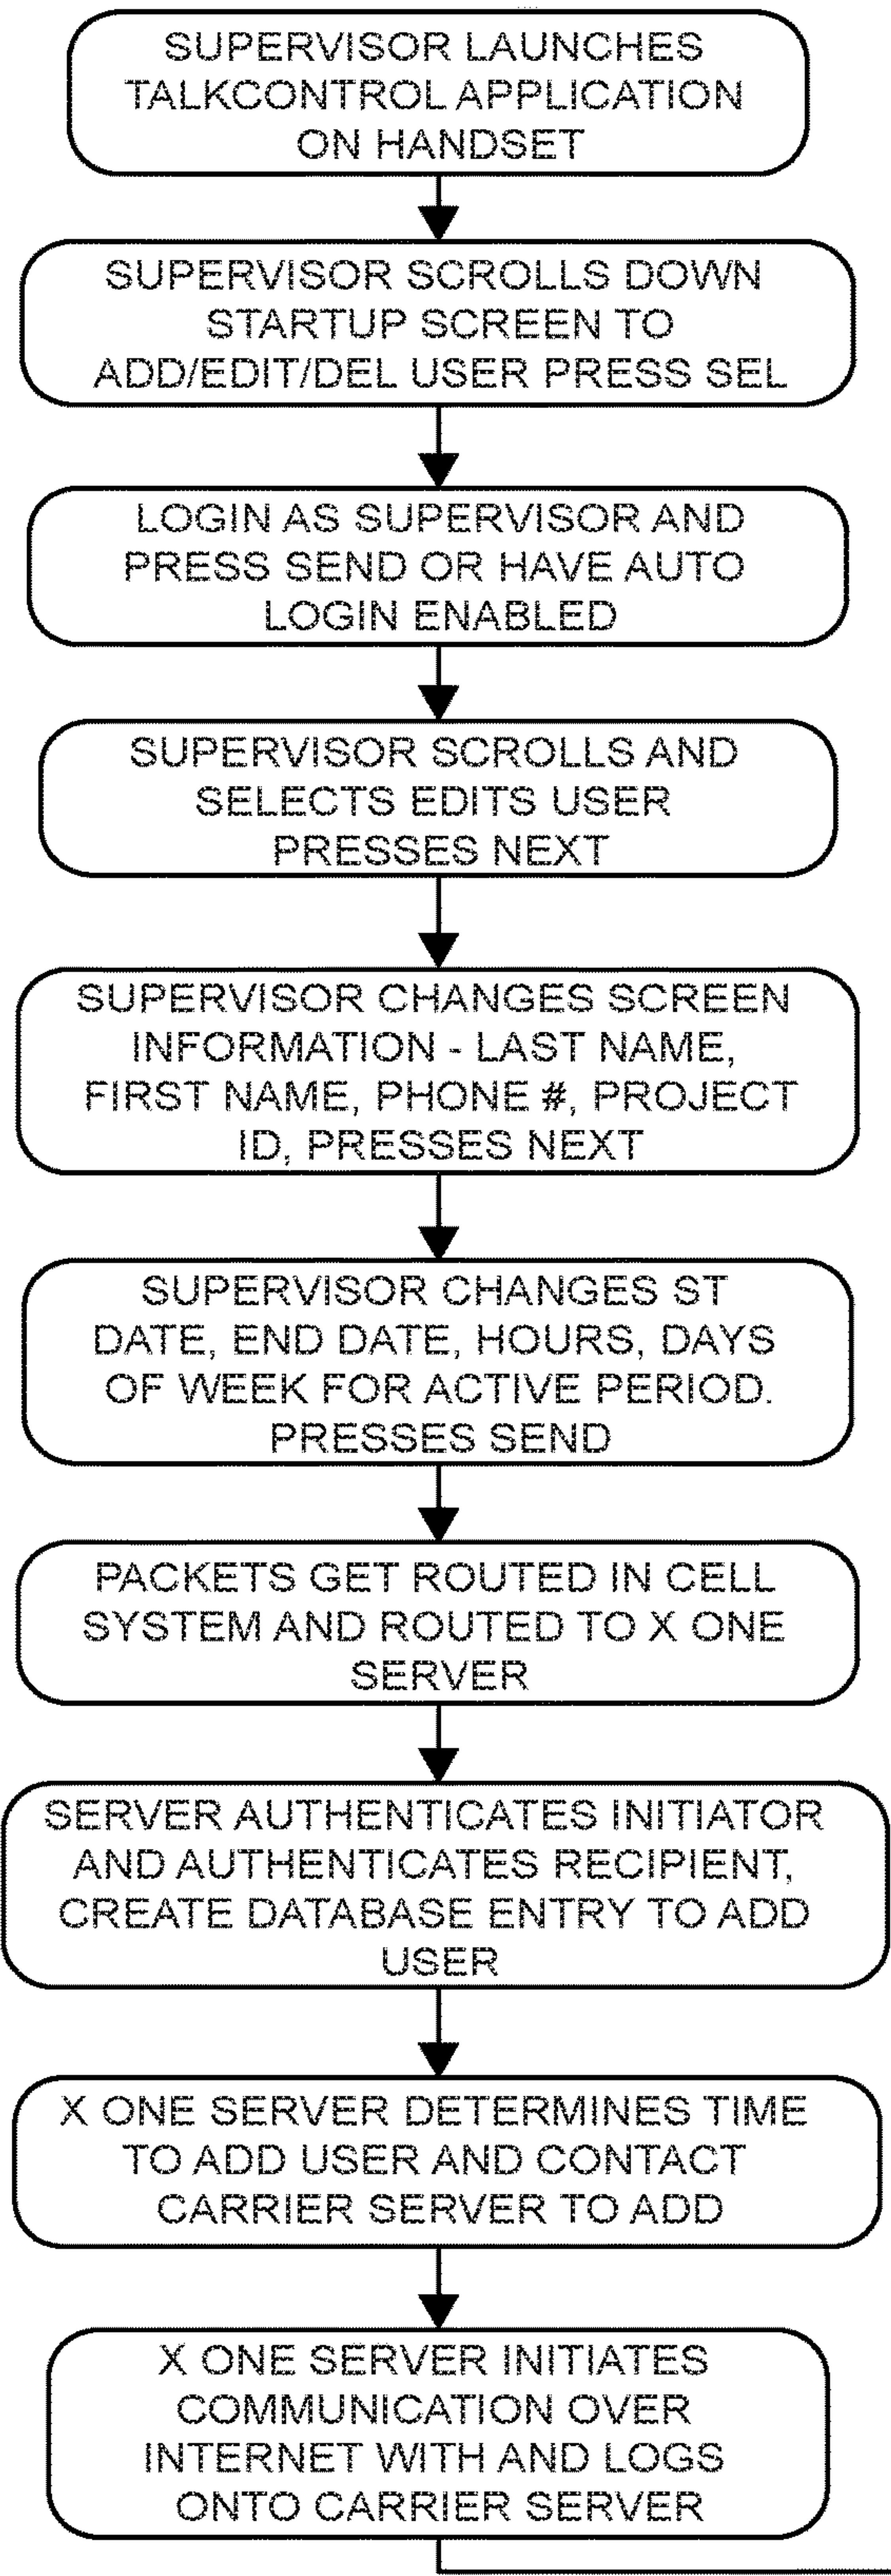 SUPERVISOR LAUNCHES
TALKCONTROL APPLICATION
ON HANDSET
SUPERVISOR SCROLLS DOWN
STARTUP SCREEN TO
ADD/EDIT/DEL USER PRESS SEL
LOGIN AS SUPERVISOR AND
PRESS SEND OR HAVE AUTO
LOGIN ENABLED
SUPERVISOR SCROLLS AND
SELECTS EDITS USER
PRESSES NEXT
SUPERVISOR CHANGES SCREEN
INFORMATION - LAST NAME,
FIRST NAME, PHONE #, PROJECT
ID, PRESSES NEXT
SUPERVISOR CHANGES ST
DATE, END DATE, HOURS, DAYS
OF WEEK FOR ACTIVE PERIOD.
PRESSES SEND
PACKETS GET ROUTED IN CELL
SYSTEM AND ROUTED TO X ONE
SERVER
SERVER AUTHENTICATES INITIATOR
AND AUTHENTICATES RECIPIENT,
CREATE DATABASE ENTRY TO ADD
USER
X ONE SERVER DETERMINES TIME
TO ADD USER AND CONTACT
CARRIER SERVER TO ADD
X ONE SERVER INITIATES
COMMUNICATION OVER
INTERNET WITH AND LOGS
ONTO CARRIER SERVER